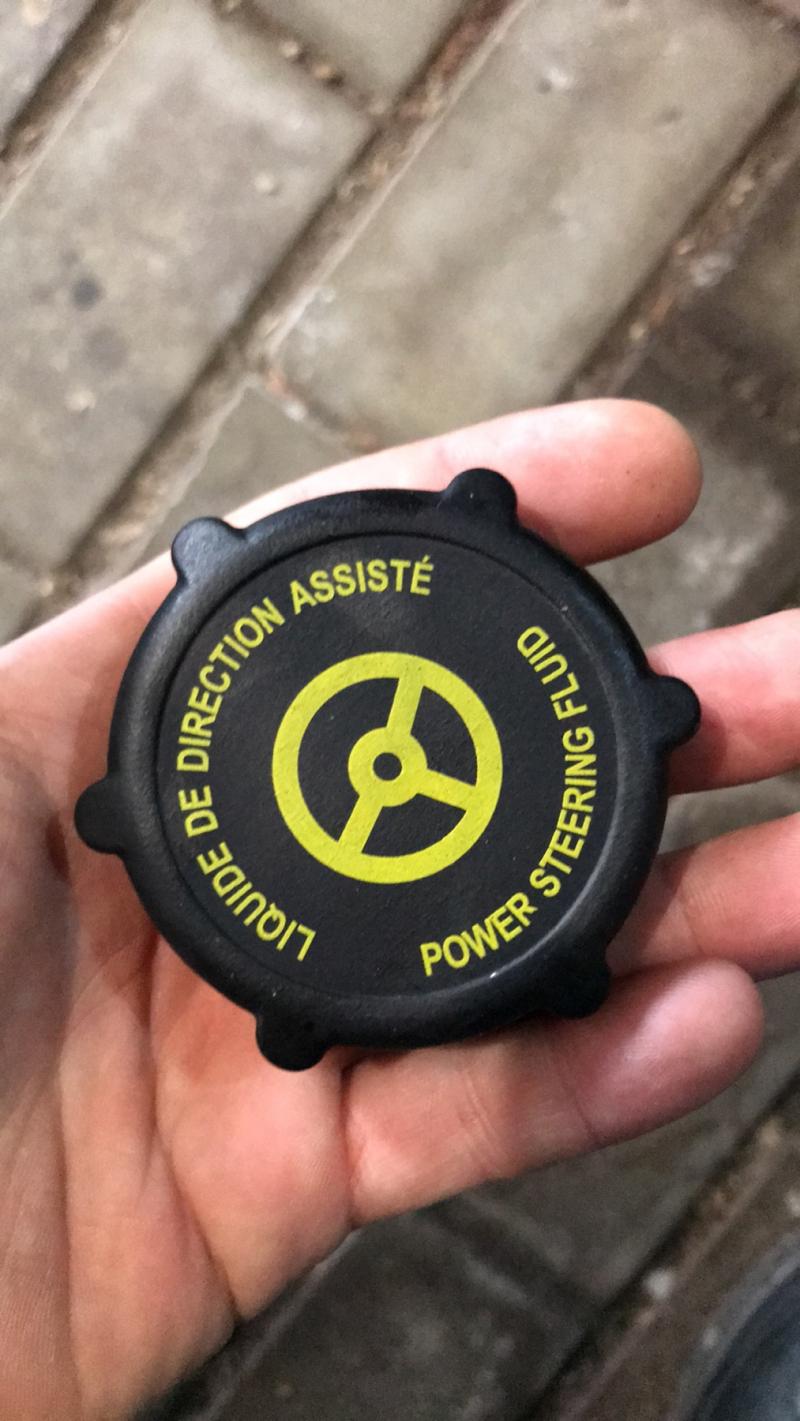 LIQUIDE DE DIRECTION ASSISTÉ
POWER STEERING FLUID